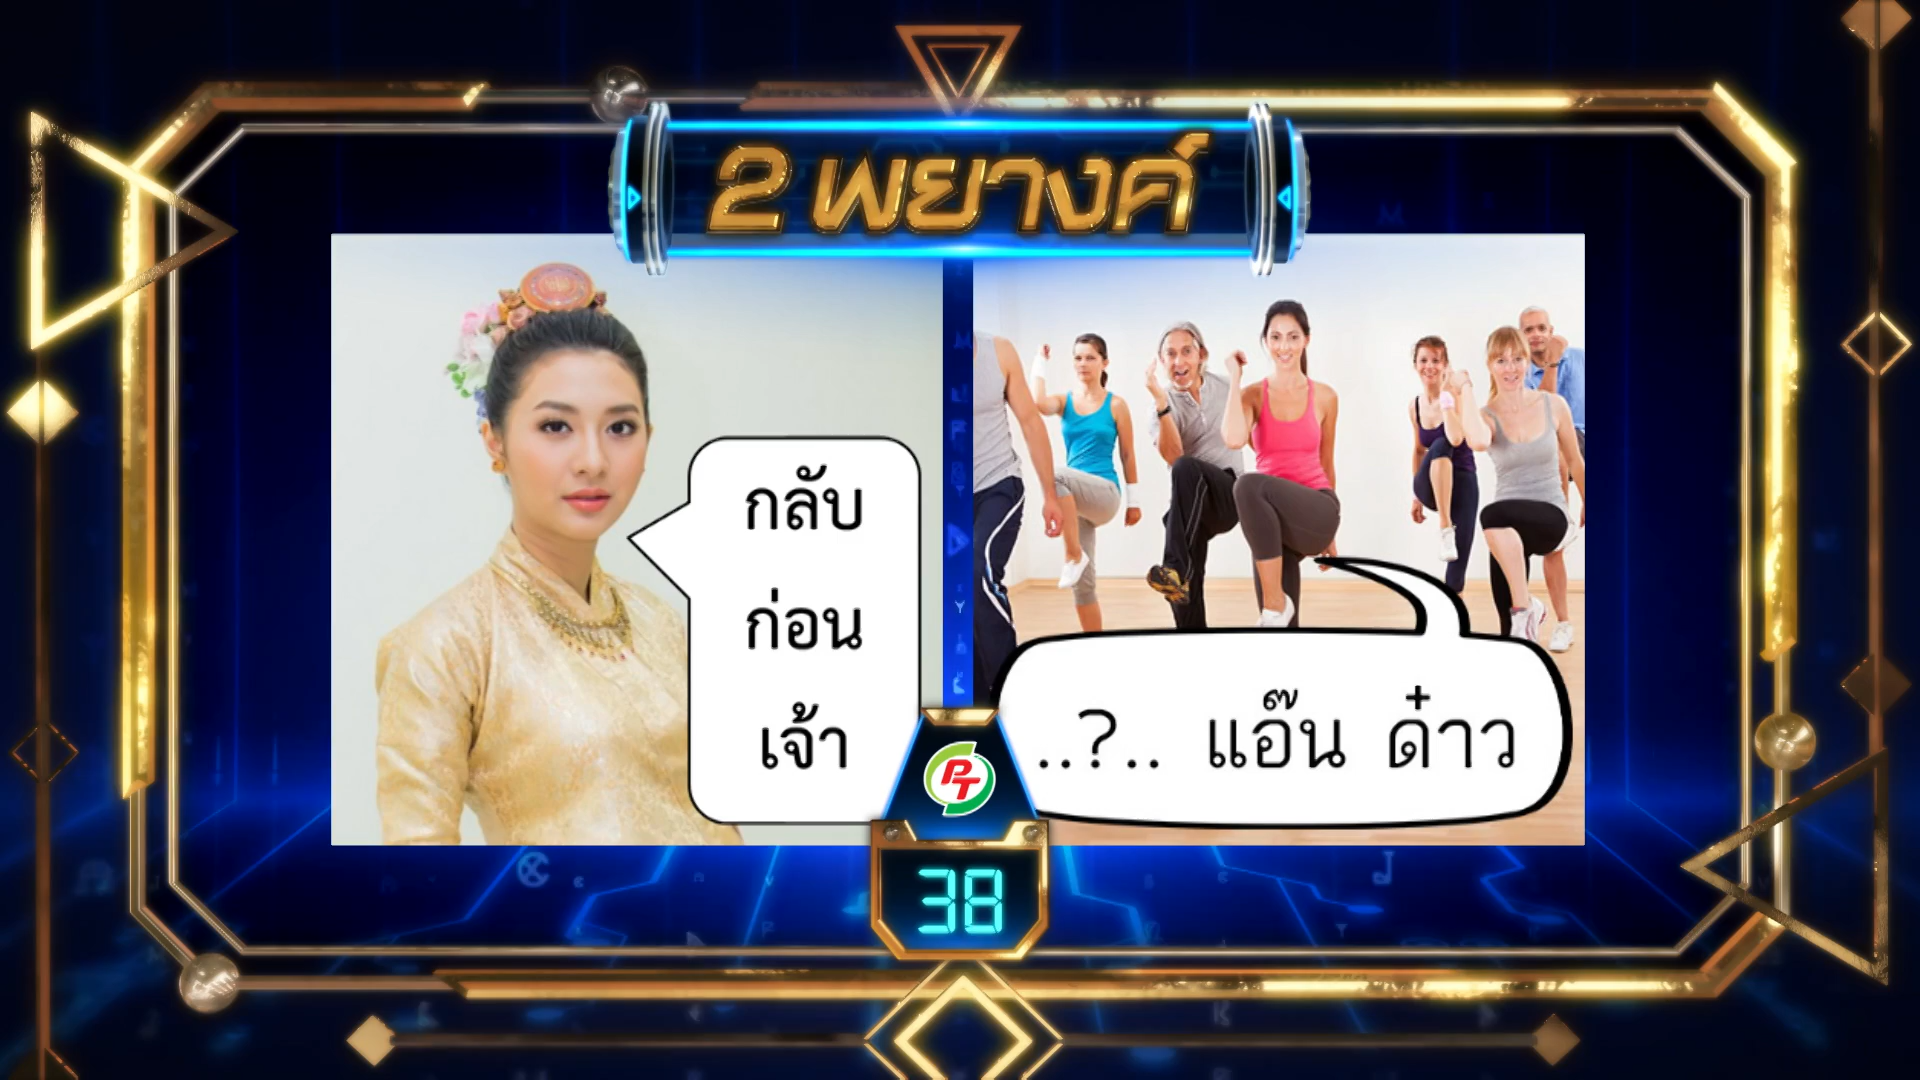 2 พยางค์
กลับ
ก่อน
เจ้า
..?.. แอ๊น ด๋าว
PT
38